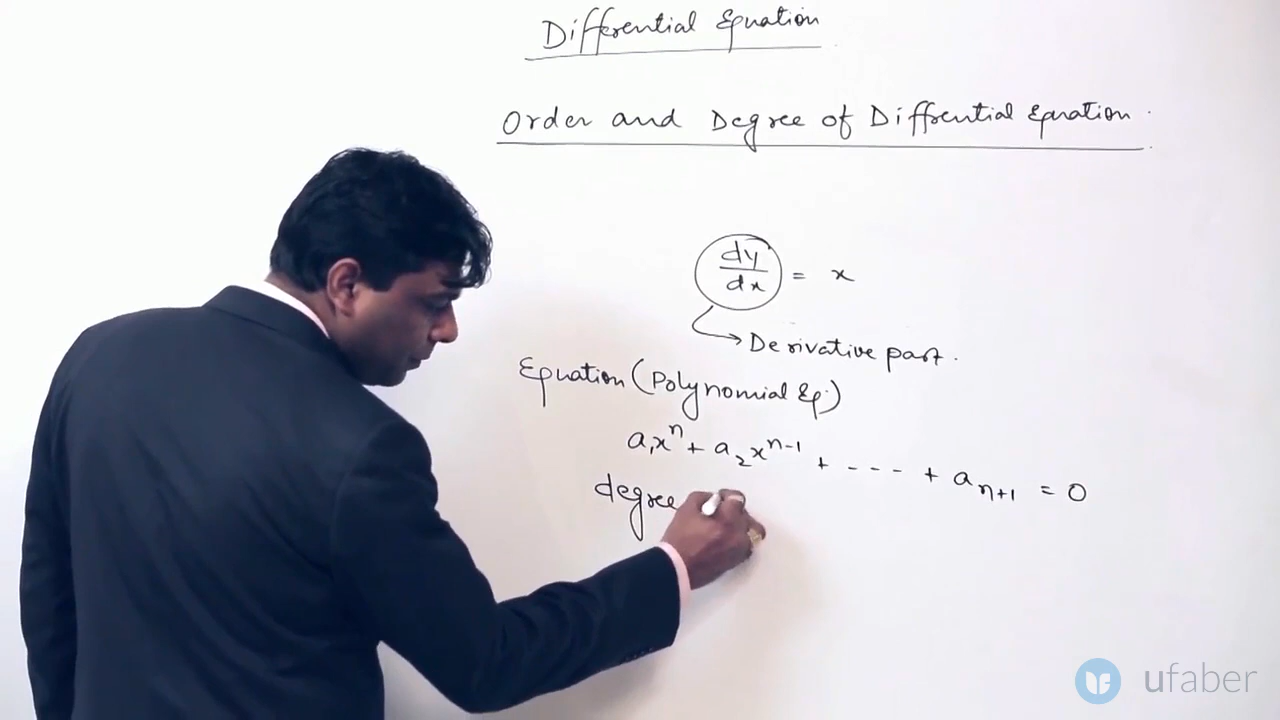 Differential Equation
Order and Degree of Diffrential Equation.
dy/dx = x
Derivative part.
Equation (Polynomial Eq.)
a₁xⁿ + a₂xⁿ⁻¹ + ---- + aₙ₊₁ = 0
degree
ufaber